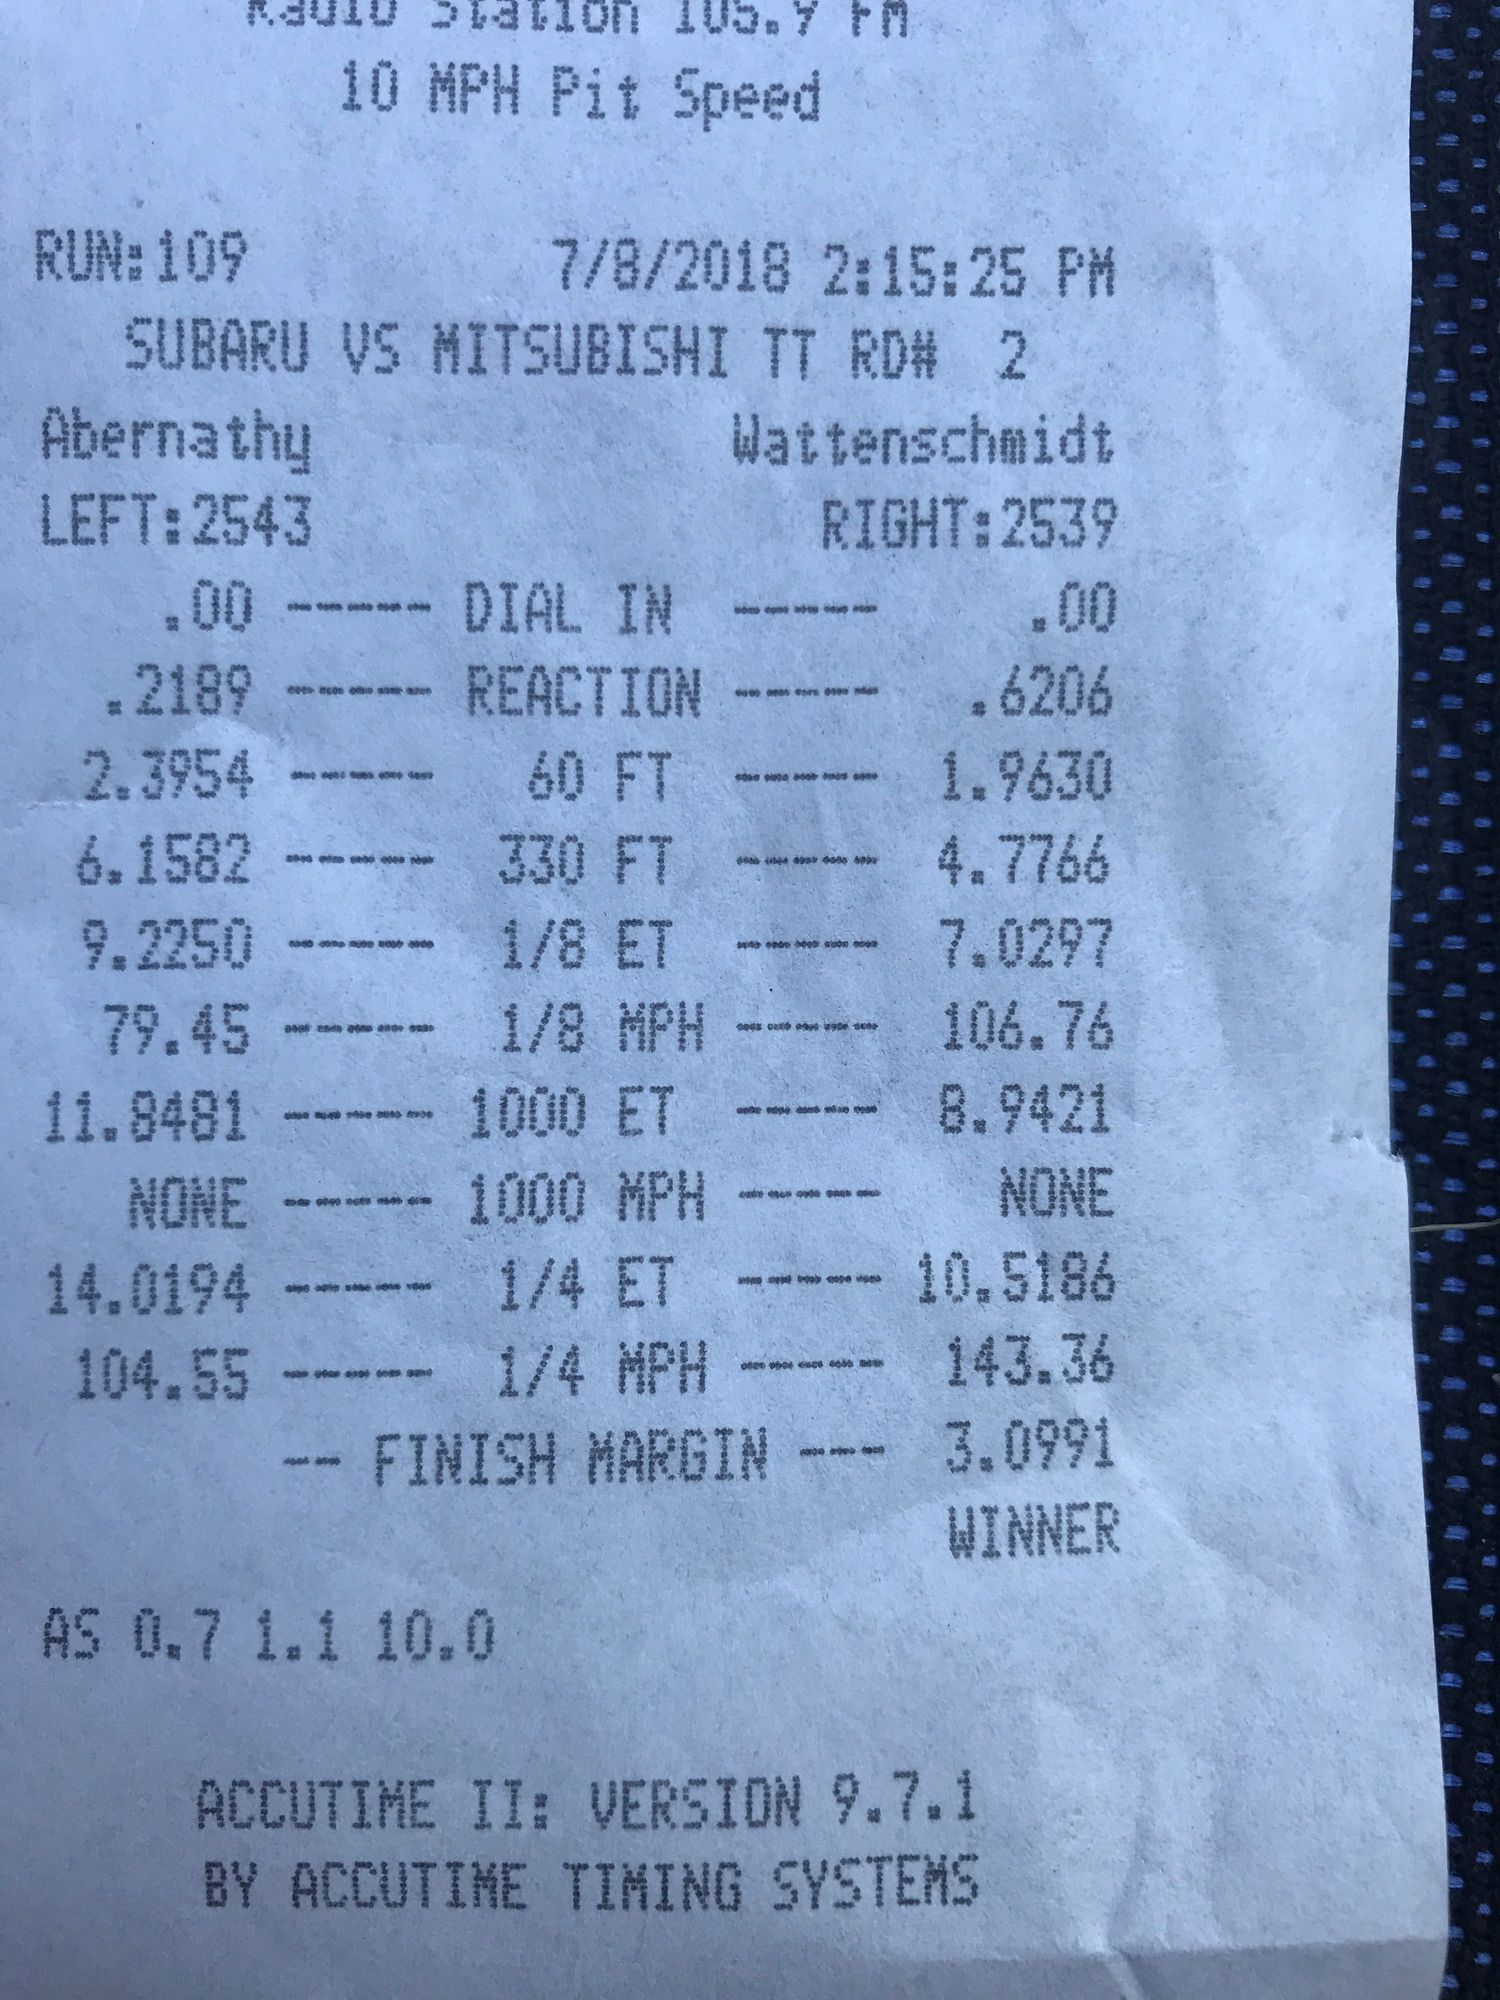 Radio Station 105.9 FM
10 MPH Pit Speed
RUN:109 7/8/2018 2:15:25 PM
SUBARU VS MITSUBISHI TT RD# 2
Abernathy Wattenschmidt
LEFT:2543 RIGHT:2539
.00 ----- DIAL IN ----- .00
.2189 ----- REACTION ----- .6206
2.3954 ----- 60 FT ----- 1.9630
6.1582 ----- 330 FT ----- 4.7766
9.2250 ----- 1/8 ET ----- 7.0297
79.45 ----- 1/8 MPH ----- 106.76
11.8481 ----- 1000 ET ----- 8.9421
NONE ----- 1000 MPH ----- NONE
14.0194 ----- 1/4 ET ----- 10.5186
104.55 ----- 1/4 MPH ----- 143.36
-- FINISH MARGIN --- 3.0991
WINNER
AS 0.7 1.1 10.0
ACCUTIME II: VERSION 9.7.1
BY ACCUTIME TIMING SYSTEMS